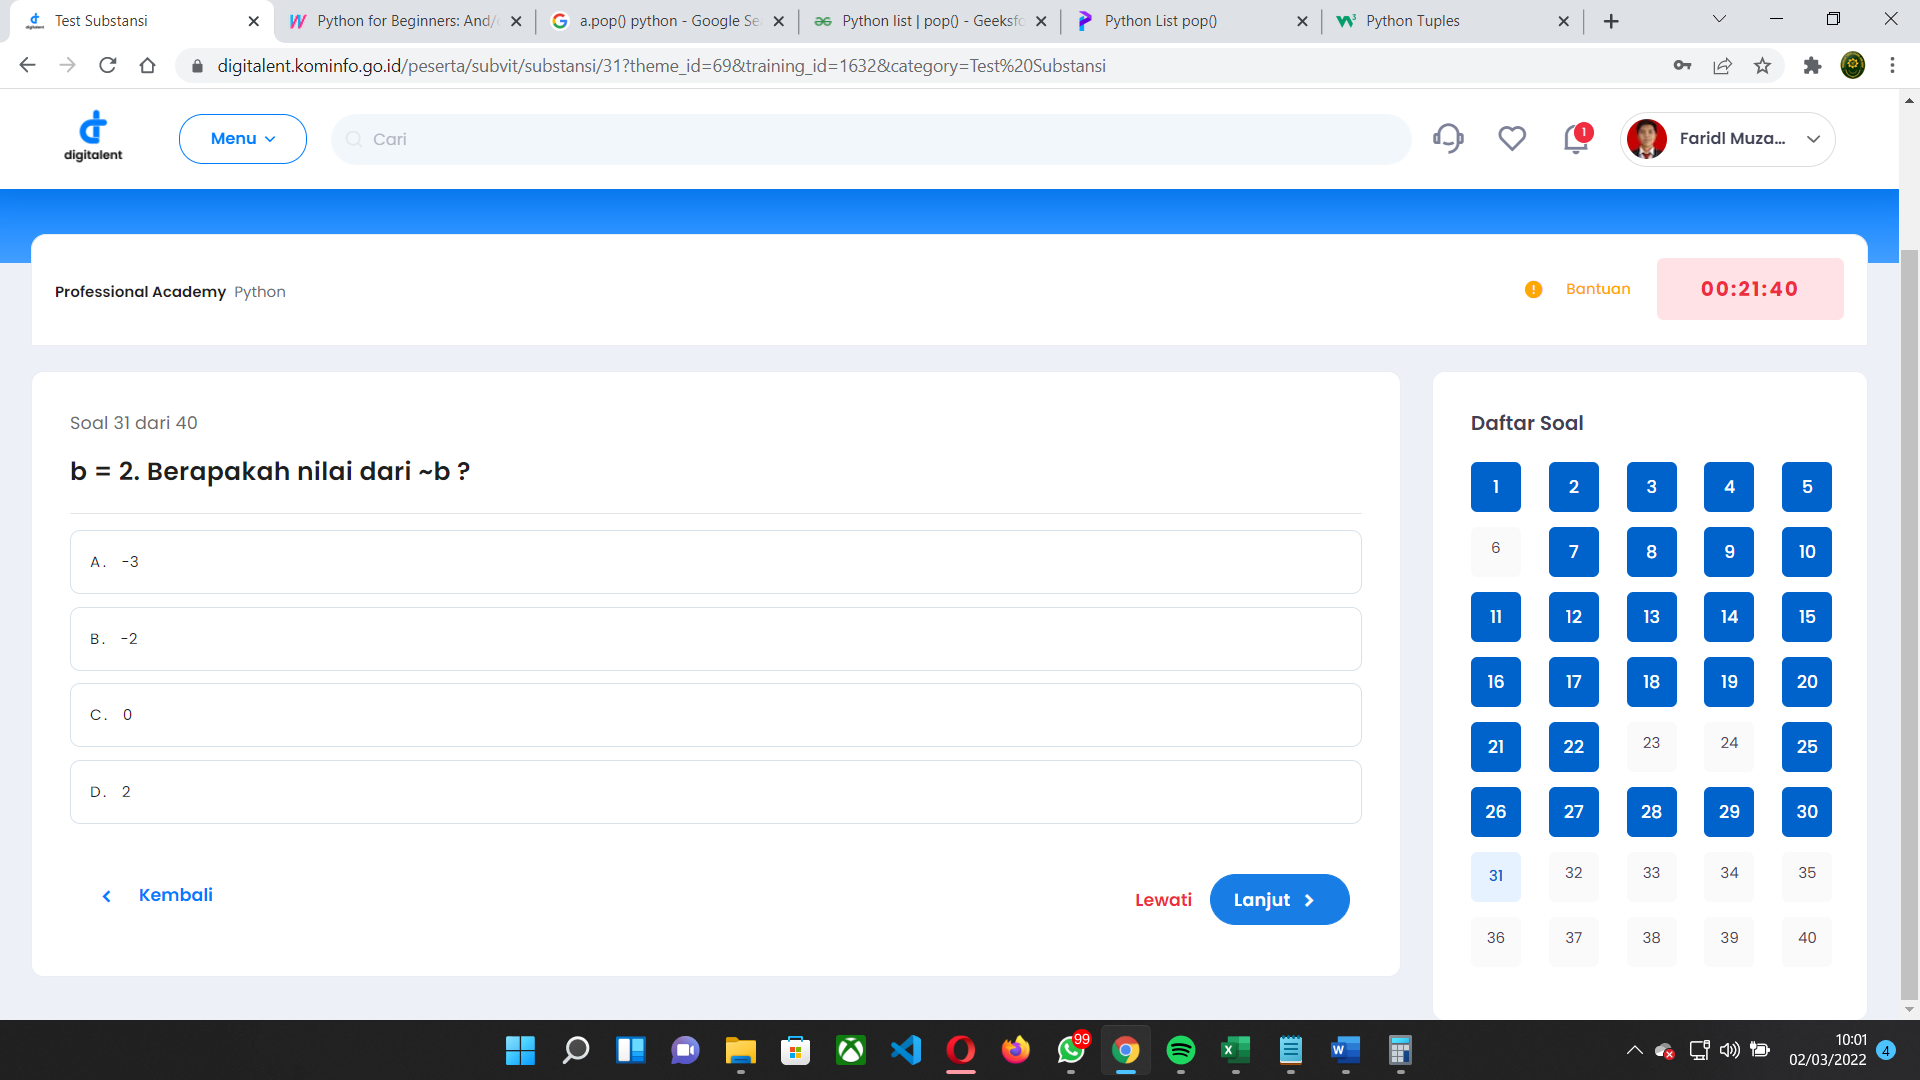 Test Substansi
Python for Beginners: And/
a.pop() python - Google Se
Python list | pop() - Geeksfo
Python List pop()
Python Tuples
digitalent.kominfo.go.id/peserta/subvit/substansi/31?theme_id=69&training_id=1632&category=Test%20Substansi
digitalent
Menu
Cari
1
Faridl Muza...
Professional Academy Python
Bantuan
00:21:40
Soal 31 dari 40
b = 2. Berapakah nilai dari ~b ?
A. -3
B. -2
C. 0
D. 2
Kembali
Lewati
Lanjut
Daftar Soal
1 2 3 4 5
6 7 8 9 10
11 12 13 14 15
16 17 18 19 20
21 22 23 24 25
26 27 28 29 30
31 32 33 34 35
36 37 38 39 40
99
10:01
02/03/2022
4